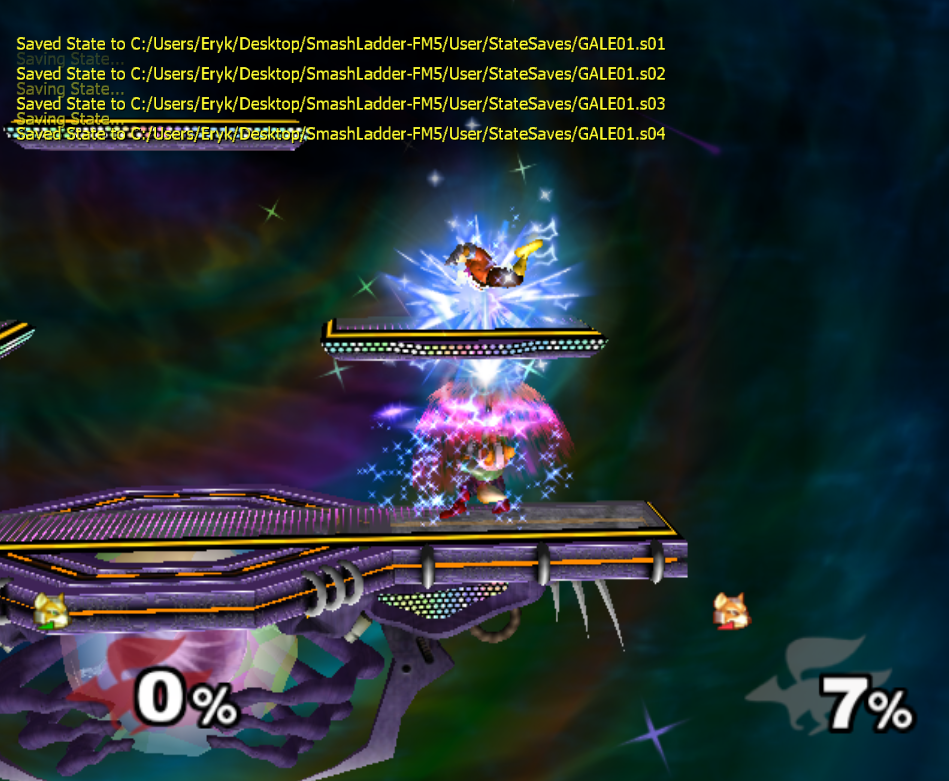 Saved State to C:/Users/Eryk/Desktop/SmashLadder-FM5/User/StateSaves/GALE01.s01
Saving State...
Saved State to C:/Users/Eryk/Desktop/SmashLadder-FM5/User/StateSaves/GALE01.s02
Saving State...
Saved State to C:/Users/Eryk/Desktop/SmashLadder-FM5/User/StateSaves/GALE01.s03
Saving State...
Saved State to C:/Users/Eryk/Desktop/SmashLadder-FM5/User/StateSaves/GALE01.s04
0%
7%